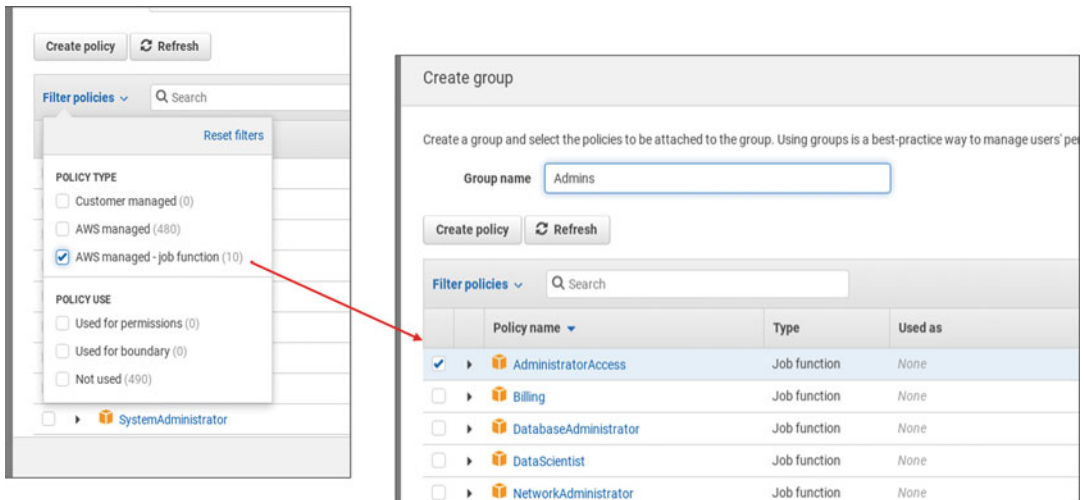 Create policy Refresh
Filter policies Search
Reset filters
POLICY TYPE
Customer managed (0)
AWS managed (480)
AWS managed - job function (10)
POLICY USE
Used for permissions (0)
Used for boundary (0)
Not used (490)
SystemAdministrator
Create group
Create a group and select the policies to be attached to the group. Using groups is a best-practice way to manage users'
Group name Admins
Create policy Refresh
Filter policies Search
Policy name Type Used as
AdministratorAccess Job function None
Billing Job function None
DatabaseAdministrator Job function None
DataScientist Job function None
NetworkAdministrator Job function None